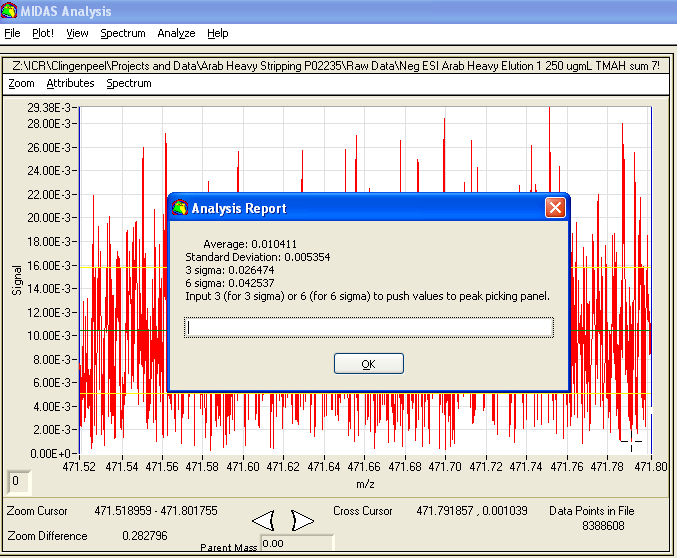 MIDAS Analysis
File Plot! View Spectrum Analyze Report Help
Z:\ICR\Clingenpeel\Projects and Data\Arab Heavy Stripping P02235\Raw Data\Neg ESI Arab Heavy Elution 1 250 ugmL TMAH sum 75
Zoom Attributes Spectrum
29.38E-3
28.00E-3
26.00E-3
24.00E-3
22.00E-3
20.00E-3
18.00E-3
16.00E-3
14.00E-3
12.00E-3
10.00E-3
8.00E-3
6.00E-3
4.00E-3
2.00E-3
0.00E+0
Signal
Analysis Report
Average: 0.010411
Standard Deviation: 0.005354
3 sigma: 0.026474
6 sigma: 0.042537
Input 3 (for 3 sigma) or 6 (for 6 sigma) to push values to peak picking panel.
OK
471.52 471.54 471.56 471.58 471.60 471.62 471.64 471.66 471.68 471.70 471.72 471.74 471.76 471.78 471.80
m/z
0
Zoom Cursor 471.518959 - 471.801755 Cross Cursor 471.791857 , 0.001039 Data Points in File
8388608
Zoom Difference 0.282796
Parent Mass 0.00